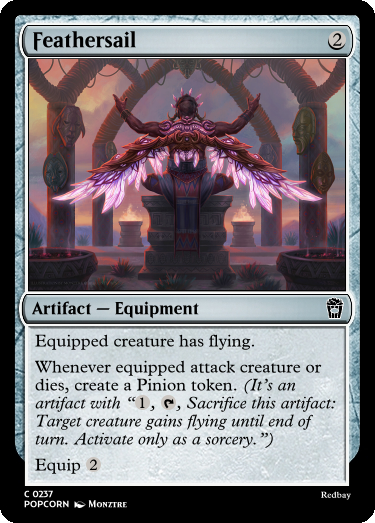 Feathersail 2
Artifact — Equipment
Equipped creature has flying.
Whenever equipped attack creature or
dies, create a Pinion token. (It's an
artifact with “1, T, Sacrifice this artifact:
Target creature gains flying until end of
turn. Activate only as a sorcery.”)
Equip 2
C 0237
POPCORN Monztre
Redbay